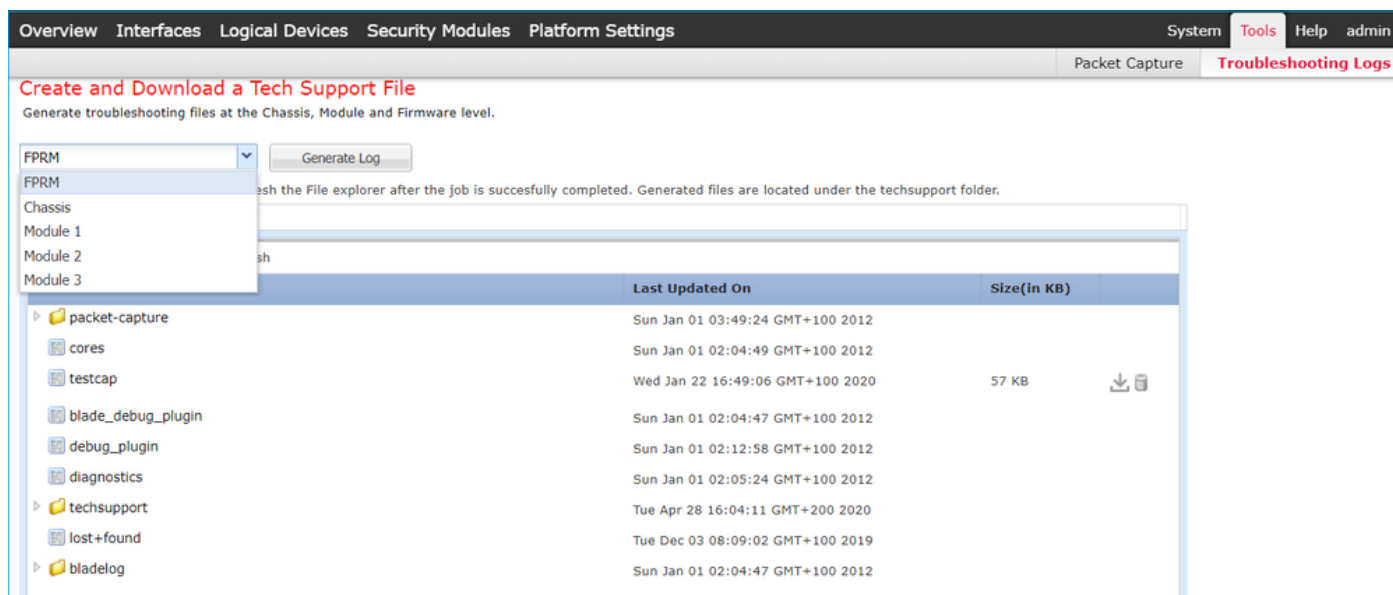 Overview Interfaces Logical Devices Security Modules Platform Settings System Tools Help admin
Packet Capture Troubleshooting Logs
Create and Download a Tech Support File
Generate troubleshooting files at the Chassis, Module and Firmware level.
FPRM Generate Log
FPRM
esh the File explorer after the job is succesfully completed. Generated files are located under the techsupport folder.
Chassis
Module 1
Module 2
sh
Module 3
Last Updated On Size(in KB)
packet-capture Sun Jan 01 03:49:24 GMT+100 2012
cores Sun Jan 01 02:04:49 GMT+100 2012
testcap Wed Jan 22 16:49:06 GMT+100 2020 57 KB
blade_debug_plugin Sun Jan 01 02:04:47 GMT+100 2012
debug_plugin Sun Jan 01 02:12:58 GMT+100 2012
diagnostics Sun Jan 01 02:05:24 GMT+100 2012
techsupport Tue Apr 28 16:04:11 GMT+200 2020
lost+found Tue Dec 03 08:09:02 GMT+100 2019
bladelog Sun Jan 01 02:04:47 GMT+100 2012